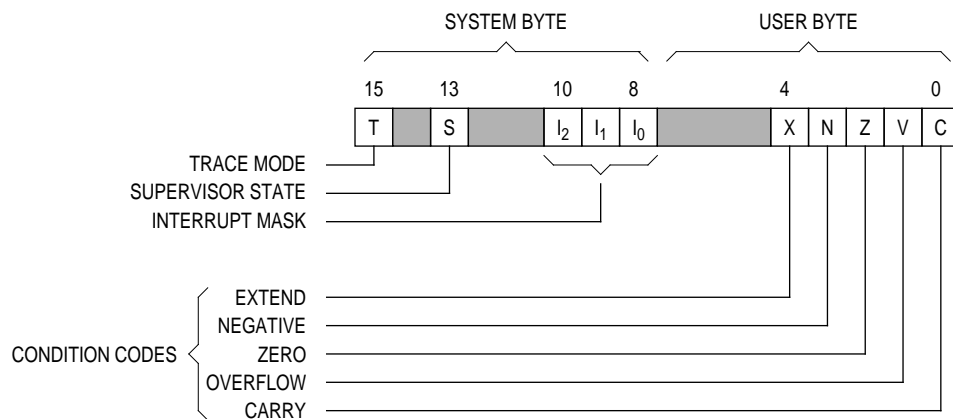 SYSTEM BYTE USER BYTE
15 13 10 8 4 0
T S I2 I1 I0 X N Z V C
TRACE MODE
SUPERVISOR STATE
INTERRUPT MASK
EXTEND
NEGATIVE
CONDITION CODES ZERO
OVERFLOW
CARRY